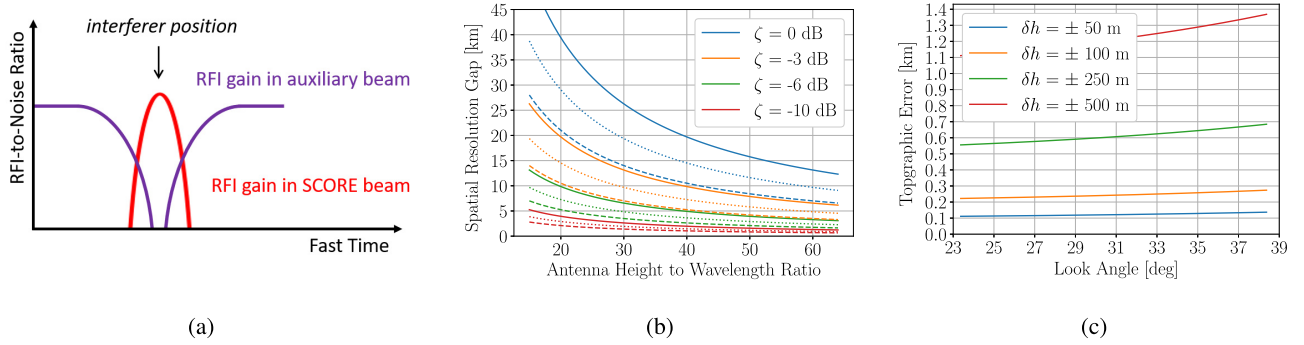 interferer position
RFI gain in auxiliary beam
RFI gain in SCORE beam
RFI-to-Noise Ratio
Fast Time
(a)
45
40
35
30
25
20
15
10
5
0
Spatial Resolution Gap [km]
ζ = 0 dB
ζ = -3 dB
ζ = -6 dB
ζ = -10 dB
20 30 40 50 60
Antenna Height to Wavelength Ratio
(b)
1.4
1.3
1.2
1.1
1.0
0.9
0.8
0.7
0.6
0.5
0.4
0.3
0.2
0.1
0.0
Topgraphic Error [km]
δh = ± 50 m
δh = ± 100 m
δh = ± 250 m
δh = ± 500 m
23 25 27 29 31 33 35 37 39
Look Angle [deg]
(c)